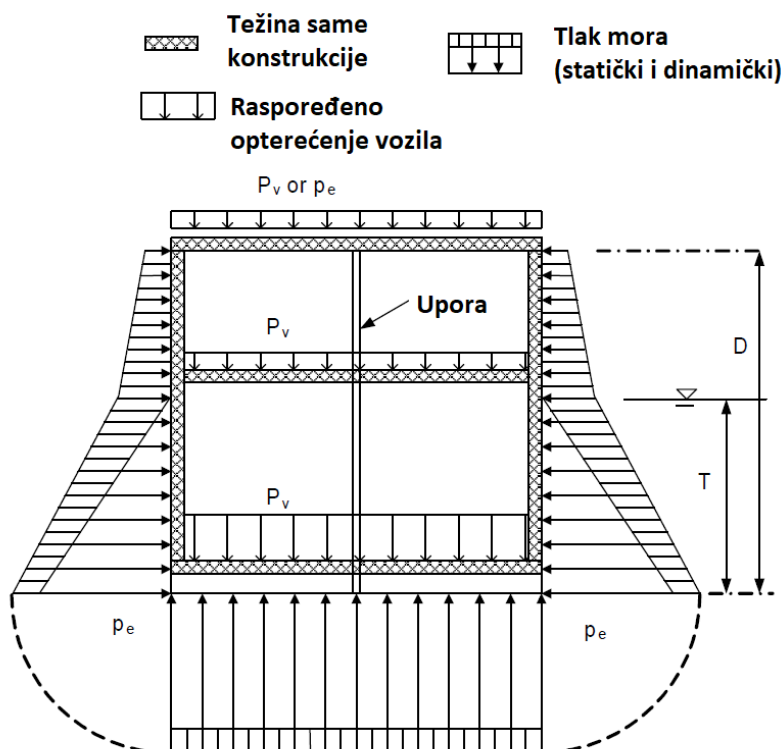 Težina same
konstrukcije
Tlak mora
(statički i dinamički)
Raspoređeno
opterećenje vozila
Pv or pe
Upora
Pv
D
T
Pv
pe
pe